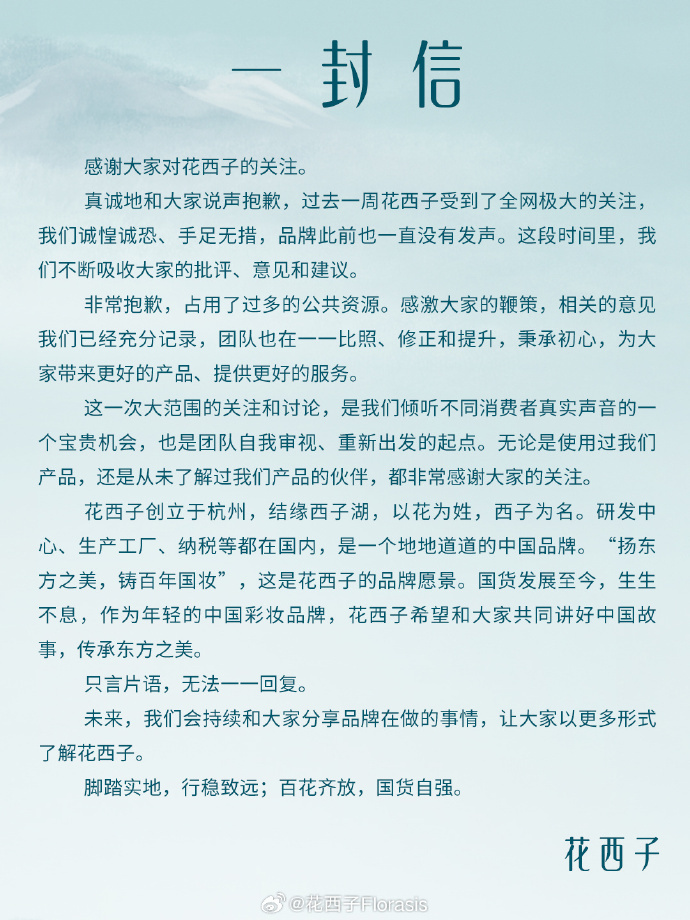 一封信
感谢大家对花西子的关注。
真诚地和大家说声抱歉，过去一周花西子受到了全网极大的关注，
我们诚惶诚恐、手足无措，品牌此前也一直没有发声。这段时间里，我
们不断吸收大家的批评、意见和建议。
非常抱歉，占用了过多的公共资源。感激大家的鞭策，相关的意见
我们已经充分记录，团队也在一一比照、修正和提升，秉承初心，为大
家带来更好的产品、提供更好的服务。
这一次大范围的关注和讨论，是我们倾听不同消费者真实声音的一
个宝贵机会，也是团队自我审视、重新出发的起点。无论是使用过我们
产品，还是从未了解过我们产品的伙伴，都非常感谢大家的关注。
花西子创立于杭州，结缘西子湖，以花为姓，西子为名。研发中
心、生产工厂、纳税等都在国内，是一个地地道道的中国品牌。“扬东
方之美，铸百年国妆”，这是花西子的品牌愿景。国货发展至今，生生
不息，作为年轻的中国彩妆品牌，花西子希望和大家共同讲好中国故
事，传承东方之美。
只言片语，无法一一回复。
未来，我们会持续和大家分享品牌在做的事情，让大家以更多形式
了解花西子。
脚踏实地，行稳致远；百花齐放，国货自强。
花西子
@花西子Florasis